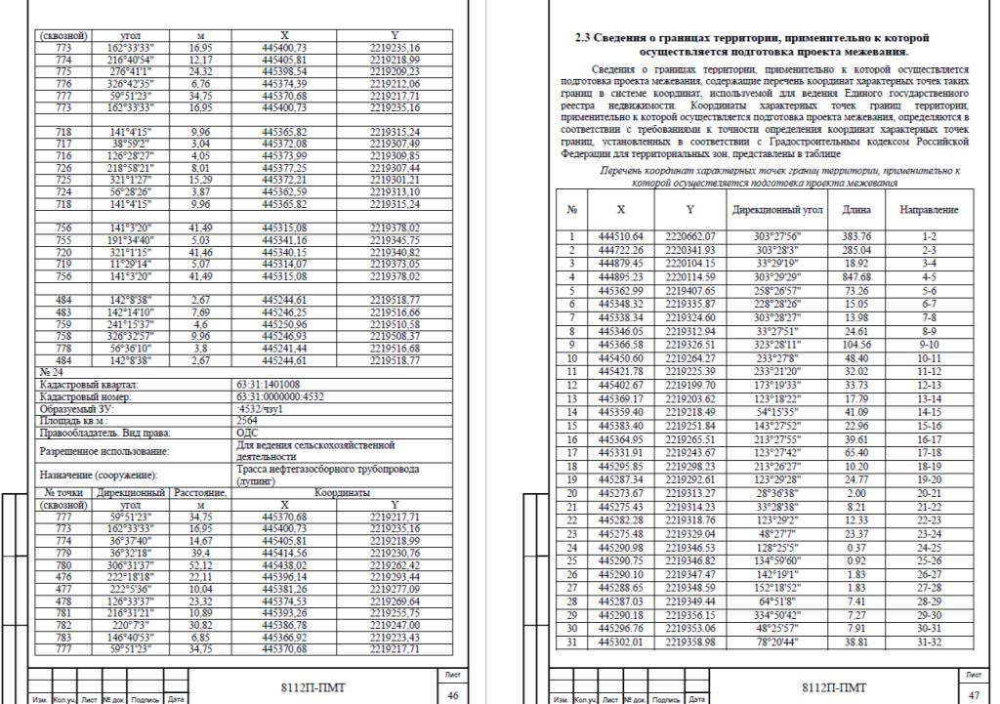 (сквозной) угол м X Y
773 162°33'33" 16,95 445400,73 2219235,16
774 216°40'54" 12,17 445405,81 2219218,99
775 276°41'1" 24,32 445398,54 2219209,23
776 326°42'35" 6,76 445374,39 2219212,06
777 59°51'23" 34,75 445370,68 2219217,71
773 162°33'33" 16,95 445400,73 2219235,16
718 141°4'15" 9,96 445365,82 2219315,24
717 38°59'2" 3,04 445372,08 2219307,49
716 126°28'27" 4,05 445373,99 2219309,85
726 218°58'21" 8,01 445377,25 2219307,44
725 321°1'27" 15,29 445372,21 2219301,21
724 56°28'26" 3,87 445362,59 2219313,10
718 141°4'15" 9,96 445365,82 2219315,24
756 141°3'20" 41,49 445315,08 2219378,02
755 191°34'40" 5,03 445341,16 2219345,75
720 321°1'15" 41,46 445340,15 2219340,82
719 11°29'14" 5,07 445314,07 2219373,05
756 141°3'20" 41,49 445315,08 2219378,02
484 142°8'38" 2,67 445244,61 2219518,77
483 142°14'10" 7,69 445246,25 2219516,66
759 241°15'37" 4,6 445250,96 2219510,58
758 326°32'57" 9,96 445246,93 2219508,37
778 56°36'10" 3,8 445241,44 2219516,68
484 142°8'38" 2,67 445244,61 2219518,77
№ 24
Кадастровый квартал: 63:31:1401008
Кадастровый номер: 63:31:0000000:4532
Образуемый ЗУ: :4532/чзу1
Площадь кв.м.: 2564
Правообладатель. Вид права: ОДС
Разрешенное использование: Для ведения сельскохозяйственной
деятельности
Назначение (сооружение): Трасса нефтегазосборного трубопровода
(лупинг)
№ точки Дирекционный Расстояние, Координаты
(сквозной) угол м X Y
777 59°51'23" 34,75 445370,68 2219217,71
773 162°33'33" 16,95 445400,73 2219235,16
774 36°37'40" 14,67 445405,81 2219218,99
779 36°32'18" 39,4 445414,56 2219230,76
780 306°31'37" 52,12 445438,02 2219262,42
476 222°18'18" 22,11 445396,14 2219293,44
477 222°5'36" 10,04 445381,26 2219277,09
478 126°33'37" 23,32 445374,53 2219269,64
781 216°31'21" 10,89 445393,26 2219255,75
782 220°7'3" 30,82 445386,78 2219247,00
783 146°40'53" 6,85 445366,92 2219223,43
777 59°51'23" 34,75 445370,68 2219217,71
Изм. Кол.уч. Лист № док. Подпись Дата
8112П-ПМТ
Лист
46
2.3 Сведения о границах территории, применительно к которой
осуществляется подготовка проекта межевания.
Сведения о границах территории, применительно к которой осуществляется
подготовка проекта межевания, содержащие перечень координат характерных точек таких
границ в системе координат, используемой для ведения Единого государственного
реестра недвижимости. Координаты характерных точек границ территории,
применительно к которой осуществляется подготовка проекта межевания, определяются в
соответствии с требованиями к точности определения координат характерных точек
границ, установленных в соответствии с Градостроительным кодексом Российской
Федерации для территориальных зон, представлены в таблице
Перечень координат характерных точек границ территории, применительно к
которой осуществляется подготовка проекта межевания
№ X Y Дирекционный угол Длина Направление
1 444510.64 2220662.07 303°27'56" 383.76 1-2
2 444722.26 2220341.93 303°28'3" 285.04 2-3
3 444879.45 2220104.15 33°29'19" 18.92 3-4
4 444895.23 2220114.59 303°29'29" 847.68 4-5
5 445362.99 2219407.65 258°26'57" 73.26 5-6
6 445348.32 2219335.87 228°28'26" 15.05 6-7
7 445338.34 2219324.60 303°28'27" 13.98 7-8
8 445346.05 2219312.94 33°27'51" 24.61 8-9
9 445366.58 2219326.51 323°28'11" 104.56 9-10
10 445450.60 2219264.27 233°27'8" 48.40 10-11
11 445421.78 2219225.39 233°21'20" 32.02 11-12
12 445402.67 2219199.70 173°19'33" 33.73 12-13
13 445369.17 2219203.62 123°18'22" 17.79 13-14
14 445359.40 2219218.49 54°15'35" 41.09 14-15
15 445383.40 2219251.84 143°27'52" 22.96 15-16
16 445364.95 2219265.51 213°27'55" 39.61 16-17
17 445331.91 2219243.67 123°27'42" 65.40 17-18
18 445295.85 2219298.23 213°26'27" 10.20 18-19
19 445287.34 2219292.61 123°29'28" 24.77 19-20
20 445273.67 2219313.27 28°36'38" 2.00 20-21
21 445275.43 2219314.23 33°28'38" 8.21 21-22
22 445282.28 2219318.76 123°29'2" 12.33 22-23
23 445275.48 2219329.04 48°27'7" 23.37 23-24
24 445290.98 2219346.53 128°25'5" 0.37 24-25
25 445290.75 2219346.82 134°59'60" 0.92 25-26
26 445290.10 2219347.47 142°19'1" 1.83 26-27
27 445288.65 2219348.59 152°18'52" 1.83 27-28
28 445287.03 2219349.44 64°51'8" 7.41 28-29
29 445290.18 2219356.15 334°50'42" 7.27 29-30
30 445296.76 2219353.06 48°25'57" 7.91 30-31
31 445302.01 2219358.98 78°20'44" 38.81 31-32
Изм. Кол.уч. Лист № док. Подпись Дата
8112П-ПМТ
Лист
47